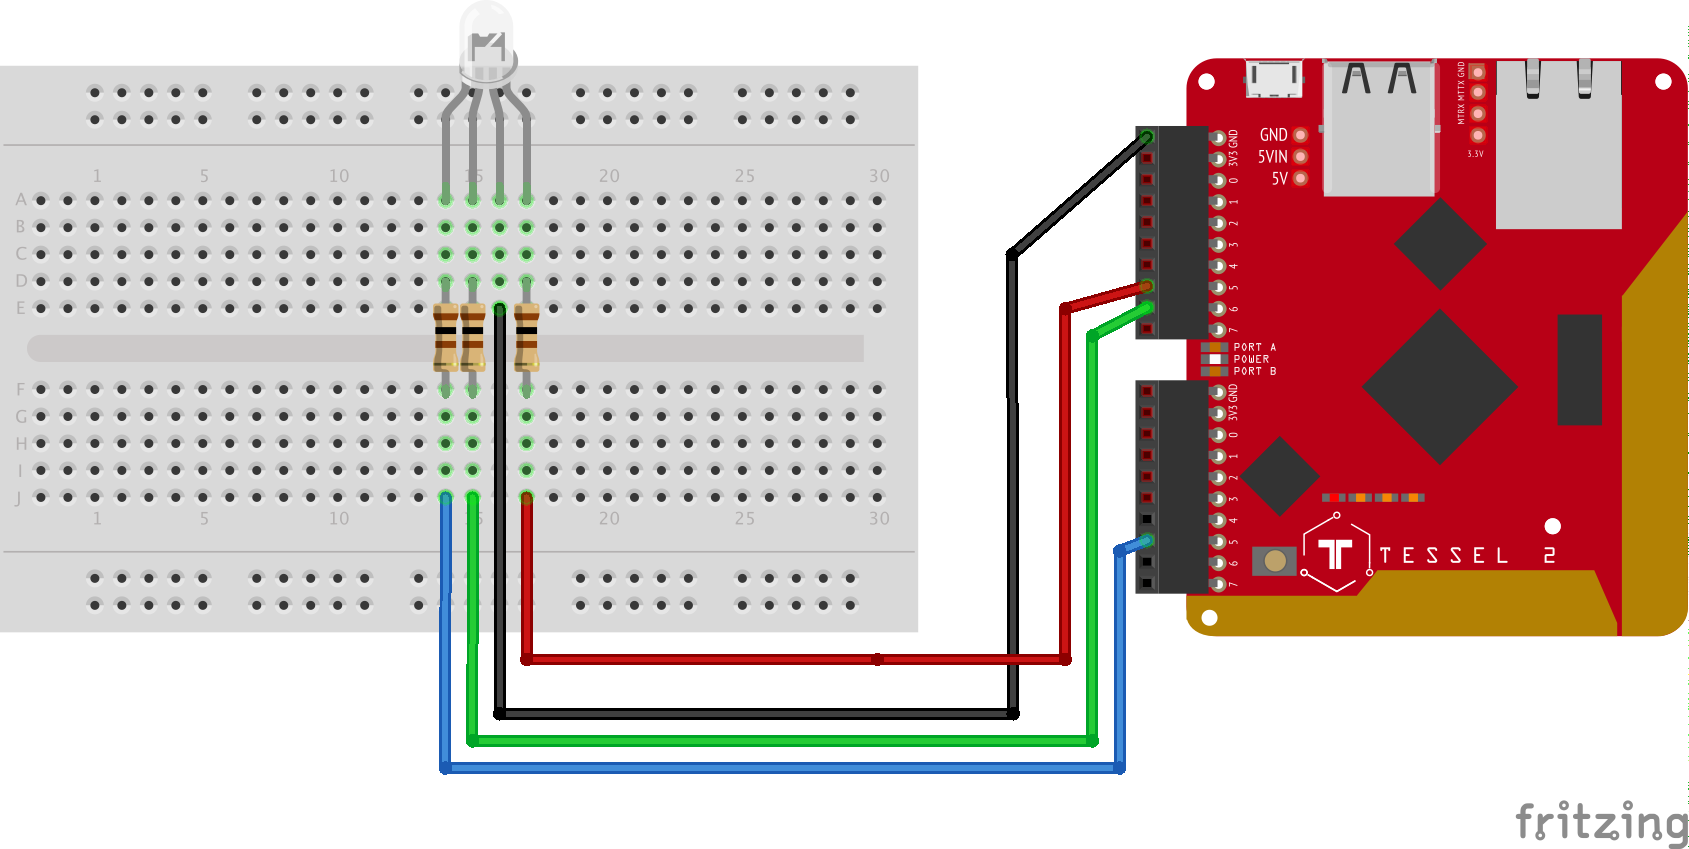 1 5 10 15 20 25 30
A
B
C
D
E
F
G
H
I
J
1 5 10 15 20 25 30
GND
3V3
0
1
2
3
4
5
6
7
GND
5VIN
5V
GND
MTTX
MTRX
3.3V
PORT A
POWER
PORT B
GND
3V3
0
1
2
3
4
5
6
7
TESSEL 2
fritzing